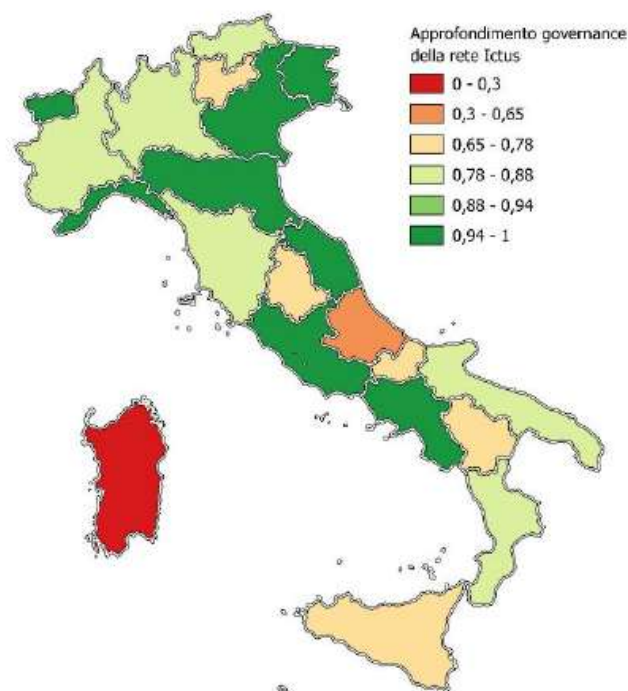 Approfondimento governance
della rete Ictus
0 - 0,3
0,3 - 0,65
0,65 - 0,78
0,78 - 0,88
0,88 - 0,94
0,94 - 1